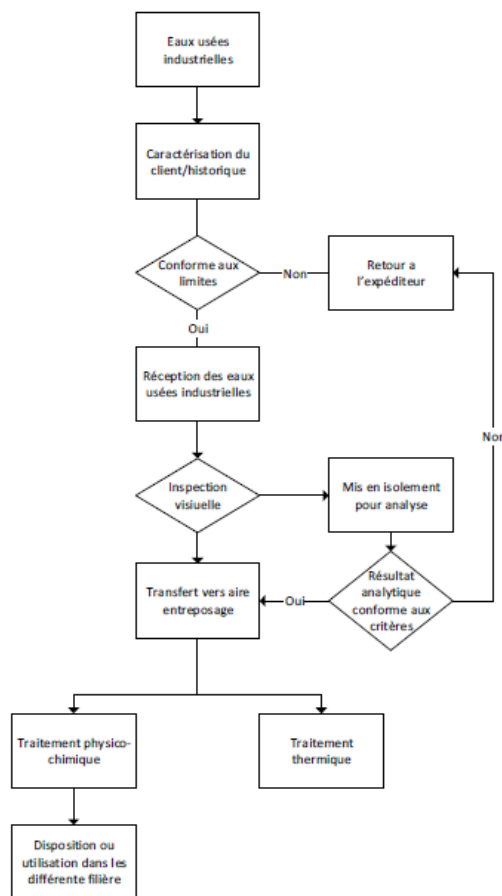 Eaux usées
industrielles
Caractérisation du
client/historique
Conforme aux
limites
Non
Retour a
l'expéditeur
Oui
Réception des eaux
usées industrielles
Non
Inspection
visiuelle
Mis en isolement
pour analyse
Transfert vers aire
entreposage
Oui
Résultat
analytique
conforme aux
critères
Traitement physico-
chimique
Traitement
thermique
Disposition ou
utilisation dans les
différente filière